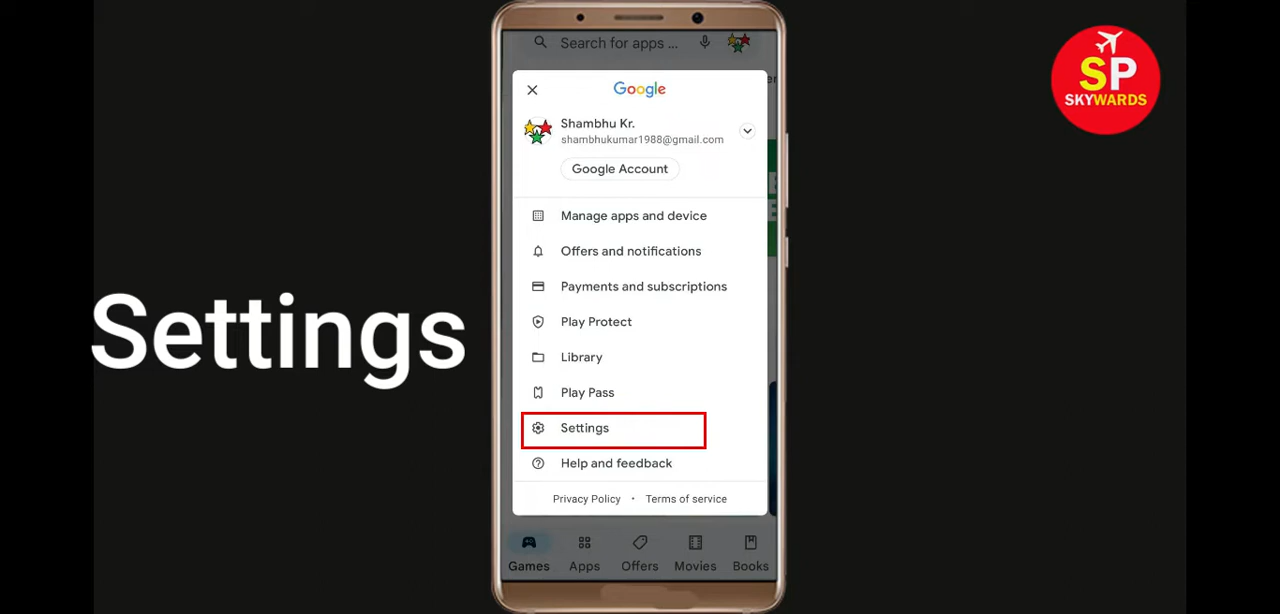 Search for apps ...
SP
SKYWARDS
Google
Shambhu Kr.
shambhukumar1988@gmail.com
Google Account
Manage apps and device
Offers and notifications
Payments and subscriptions
Play Protect
Library
Play Pass
Settings
Settings
Help and feedback
Privacy Policy • Terms of service
Games Apps Offers Movies Books